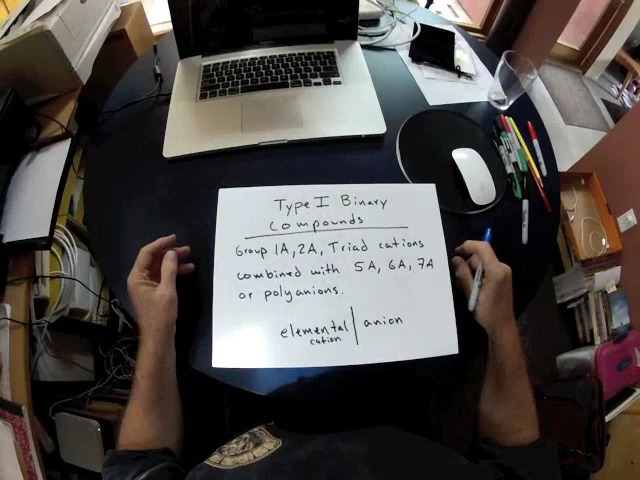 Type I Binary
Compounds
Group 1A, 2A, Triad cations
combined with 5A, 6A, 7A
or polyanions.
elemental | anion
cation